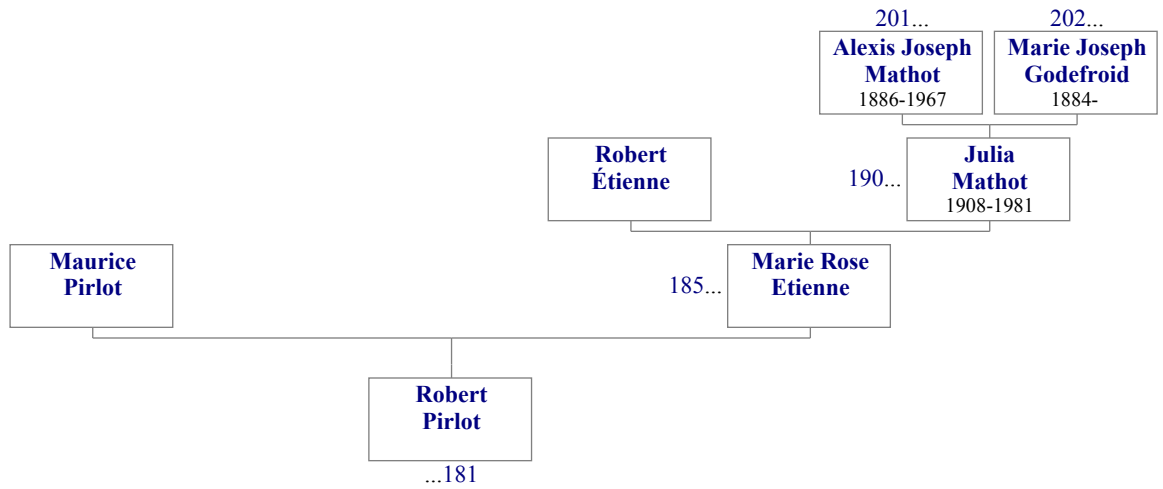 201...
202...
Alexis Joseph
Mathot
1886-1967
Marie Joseph
Godefroid
1884-
Robert
Étienne
190...
Julia
Mathot
1908-1981
Maurice
Pirlot
185...
Marie Rose
Etienne
Robert
Pirlot
...181